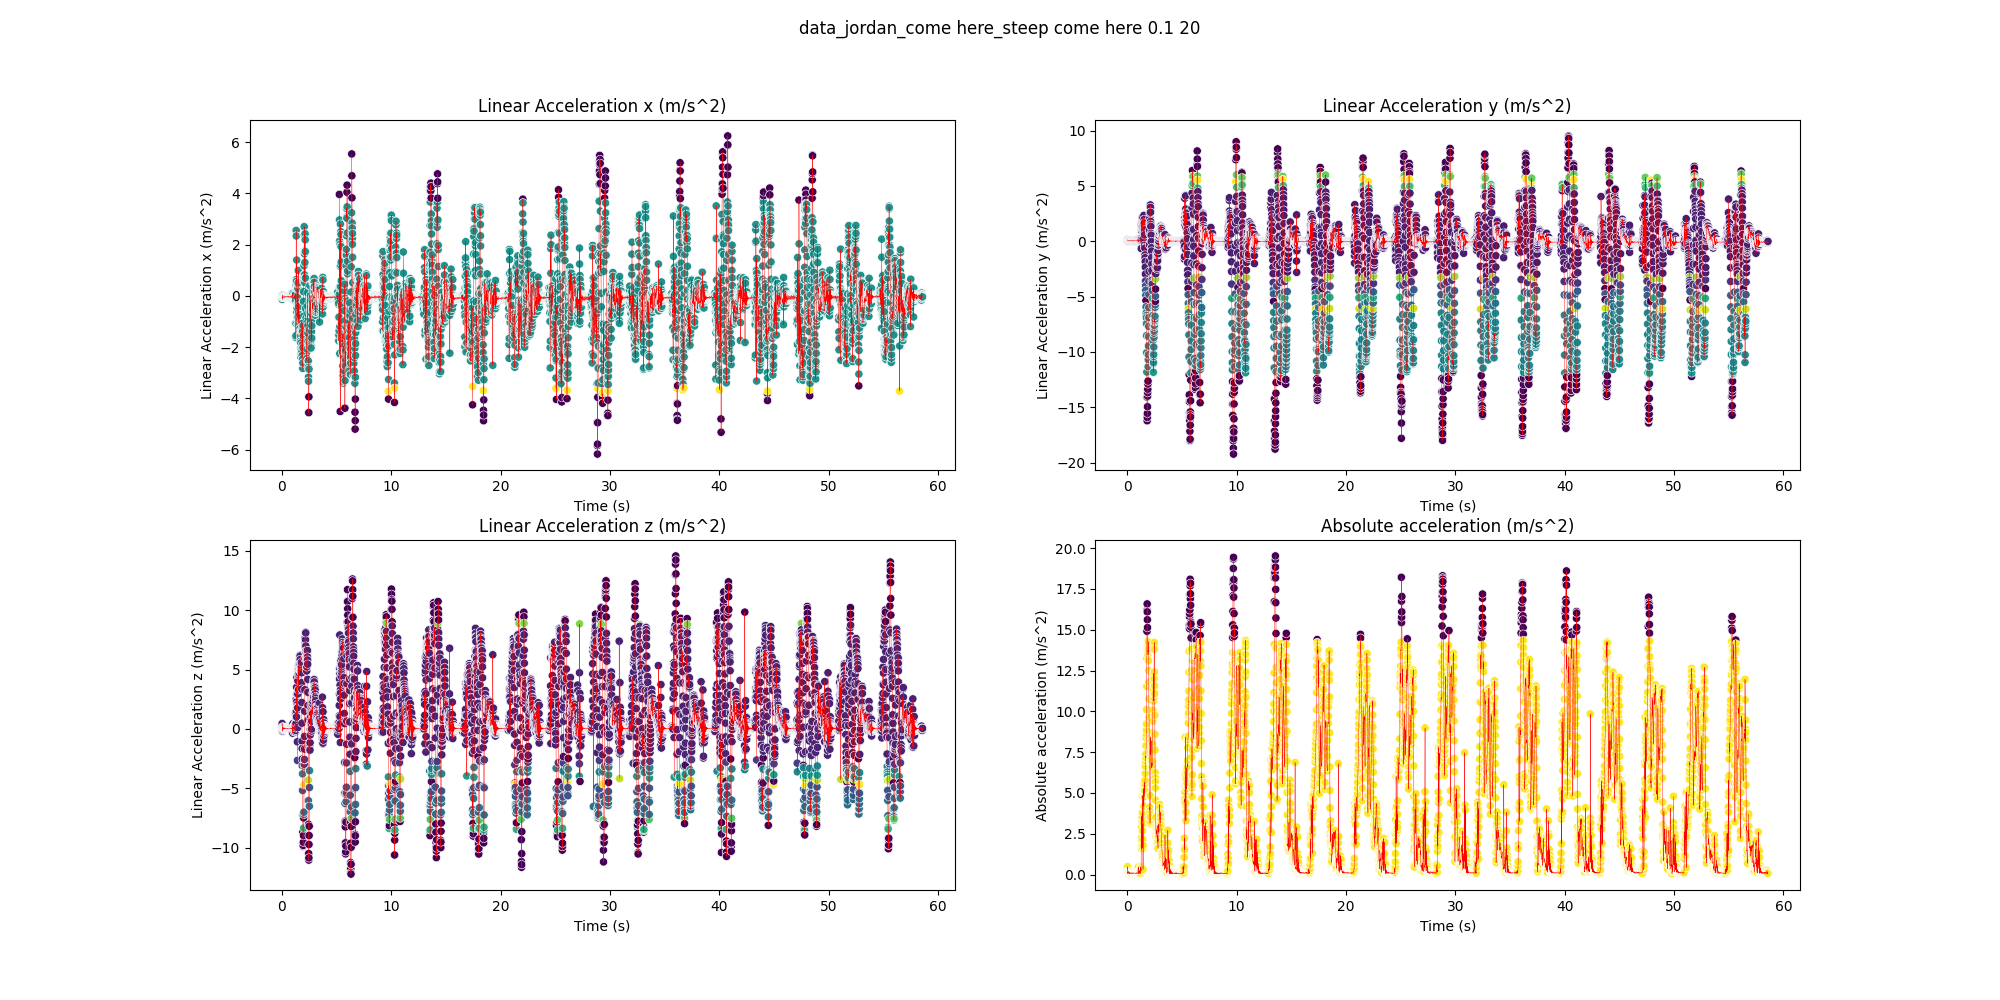 data_jordan_come here_steep come here 0.1 20
Linear Acceleration x (m/s^2)
Linear Acceleration x (m/s^2)
6
4
2
0
−2
−4
−6
0 10 20 30 40 50 60
Time (s)
Linear Acceleration y (m/s^2)
Linear Acceleration y (m/s^2)
10
5
0
−5
−10
−15
−20
0 10 20 30 40 50 60
Time (s)
Linear Acceleration z (m/s^2)
Linear Acceleration z (m/s^2)
15
10
5
0
−5
−10
0 10 20 30 40 50 60
Time (s)
Absolute acceleration (m/s^2)
Absolute acceleration (m/s^2)
20.0
17.5
15.0
12.5
10.0
7.5
5.0
2.5
0.0
0 10 20 30 40 50 60
Time (s)